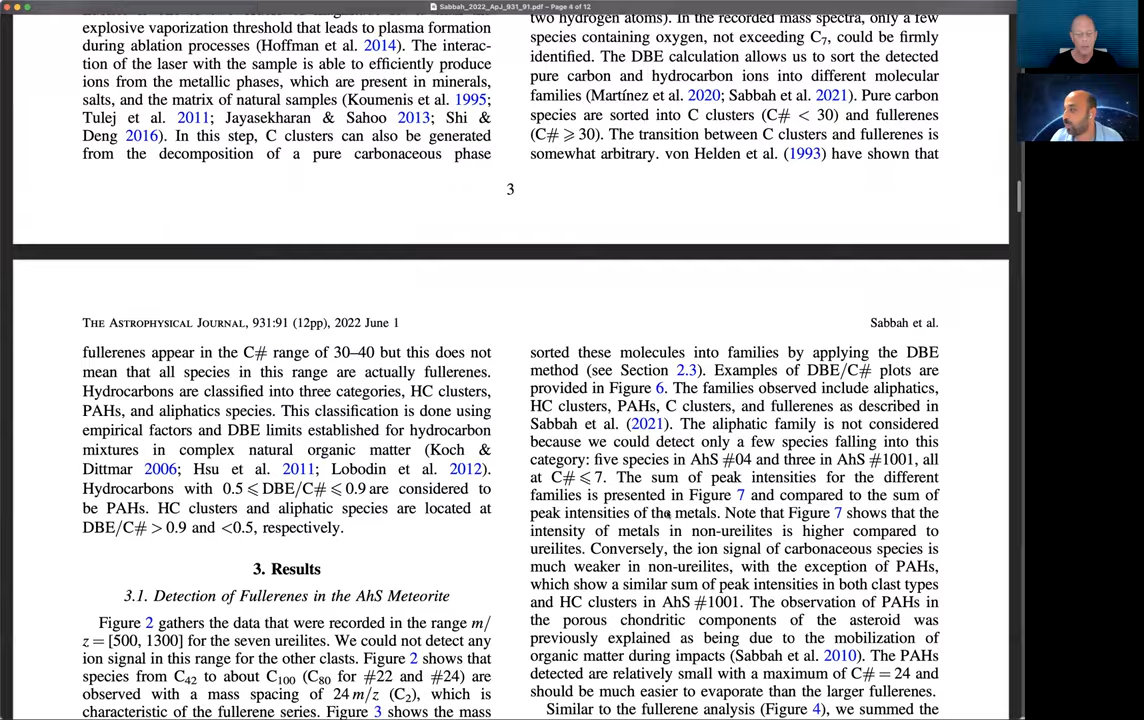 Sabbah_2022_ApJ_931_91.pdf – Page 4 of 12
explosive vaporization threshold that leads to plasma formation
during ablation processes (Hoffman et al. 2014). The interac-
tion of the laser with the sample is able to efficiently produce
ions from the metallic phases, which are present in minerals,
salts, and the matrix of natural samples (Koumenis et al. 1995;
Tulej et al. 2011; Jayasekharan & Sahoo 2013; Shi &
Deng 2016). In this step, C clusters can also be generated
from the decomposition of a pure carbonaceous phase
two hydrogen atoms). In the recorded mass spectra, only a few
species containing oxygen, not exceeding C7, could be firmly
identified. The DBE calculation allows us to sort the detected
pure carbon and hydrocarbon ions into different molecular
families (Martínez et al. 2020; Sabbah et al. 2021). Pure carbon
species are sorted into C clusters (C# < 30) and fullerenes
(C# ⩾ 30). The transition between C clusters and fullerenes is
somewhat arbitrary. von Helden et al. (1993) have shown that
3
THE ASTROPHYSICAL JOURNAL, 931:91 (12pp), 2022 June 1
Sabbah et al.
fullerenes appear in the C# range of 30–40 but this does not
mean that all species in this range are actually fullerenes.
Hydrocarbons are classified into three categories, HC clusters,
PAHs, and aliphatics species. This classification is done using
empirical factors and DBE limits established for hydrocarbon
mixtures in complex natural organic matter (Koch &
Dittmar 2006; Hsu et al. 2011; Lobodin et al. 2012).
Hydrocarbons with 0.5 ⩽ DBE/C# ⩽ 0.9 are considered to
be PAHs. HC clusters and aliphatic species are located at
DBE/C# > 0.9 and <0.5, respectively.
3. Results
3.1. Detection of Fullerenes in the AhS Meteorite
Figure 2 gathers the data that were recorded in the range m/
z = [500, 1300] for the seven ureilites. We could not detect any
ion signal in this range for the other clasts. Figure 2 shows that
species from C42 to about C100 (C80 for #22 and #24) are
observed with a mass spacing of 24 m/z (C2), which is
characteristic of the fullerene series. Figure 3 shows the mass
sorted these molecules into families by applying the DBE
method (see Section 2.3). Examples of DBE/C# plots are
provided in Figure 6. The families observed include aliphatics,
HC clusters, PAHs, C clusters, and fullerenes as described in
Sabbah et al. (2021). The aliphatic family is not considered
because we could detect only a few species falling into this
category: five species in AhS #04 and three in AhS #1001, all
at C# ⩽ 7. The sum of peak intensities for the different
families is presented in Figure 7 and compared to the sum of
peak intensities of the metals. Note that Figure 7 shows that the
intensity of metals in non-ureilites is higher compared to
ureilites. Conversely, the ion signal of carbonaceous species is
much weaker in non-ureilites, with the exception of PAHs,
which show a similar sum of peak intensities in both clast types
and HC clusters in AhS #1001. The observation of PAHs in
the porous chondritic components of the asteroid was
previously explained as being due to the mobilization of
organic matter during impacts (Sabbah et al. 2010). The PAHs
detected are relatively small with a maximum of C# = 24 and
should be much easier to evaporate than the larger fullerenes.
Similar to the fullerene analysis (Figure 4), we summed the